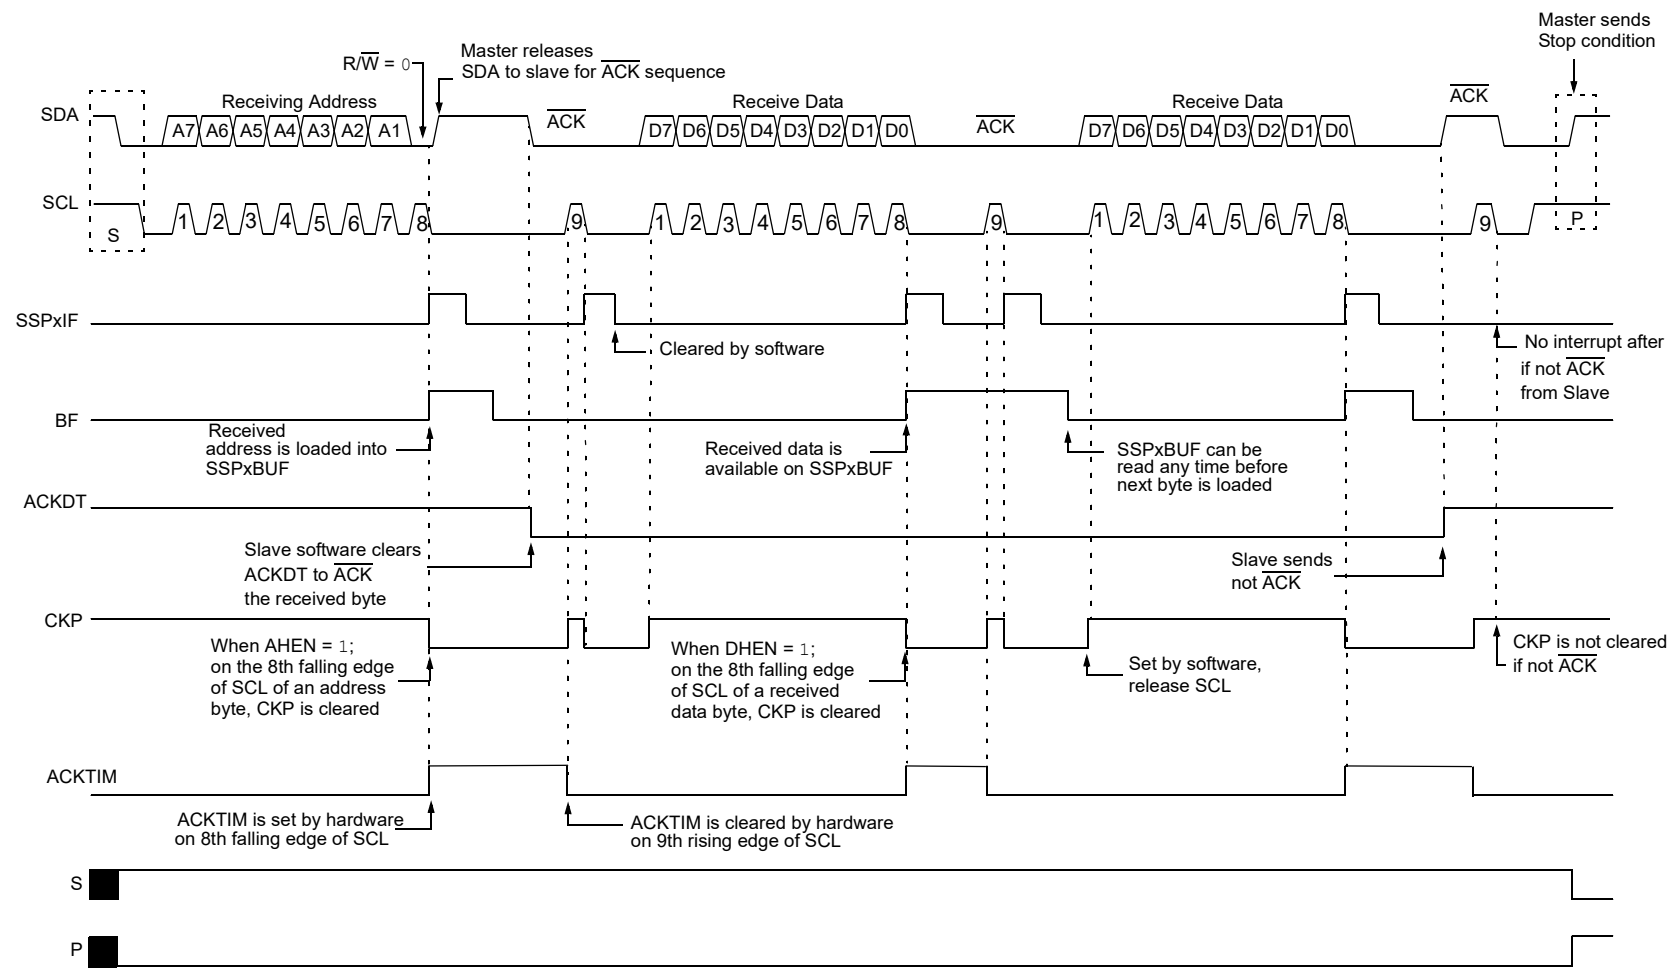 Master sends
Stop condition
R/W = 0
Master releases
SDA to slave for ACK sequence
SDA
Receiving Address
ACK
Receive Data
ACK
Receive Data
ACK
A7 A6 A5 A4 A3 A2 A1
D7 D6 D5 D4 D3 D2 D1 D0
D7 D6 D5 D4 D3 D2 D1 D0
SCL
S
1 2 3 4 5 6 7 8 9
1 2 3 4 5 6 7 8 9
1 2 3 4 5 6 7 8 9
P
SSPxIF
Cleared by software
No interrupt after
if not ACK
from Slave
BF
Received
address is loaded into
SSPxBUF
Received data is
available on SSPxBUF
SSPxBUF can be
read any time before
next byte is loaded
ACKDT
Slave software clears
ACKDT to ACK
the received byte
Slave sends
not ACK
CKP
When AHEN = 1;
on the 8th falling edge
of SCL of an address
byte, CKP is cleared
When DHEN = 1;
on the 8th falling edge
of SCL of a received
data byte, CKP is cleared
Set by software,
release SCL
CKP is not cleared
if not ACK
ACKTIM
ACKTIM is set by hardware
on 8th falling edge of SCL
ACKTIM is cleared by hardware
on 9th rising edge of SCL
S
P